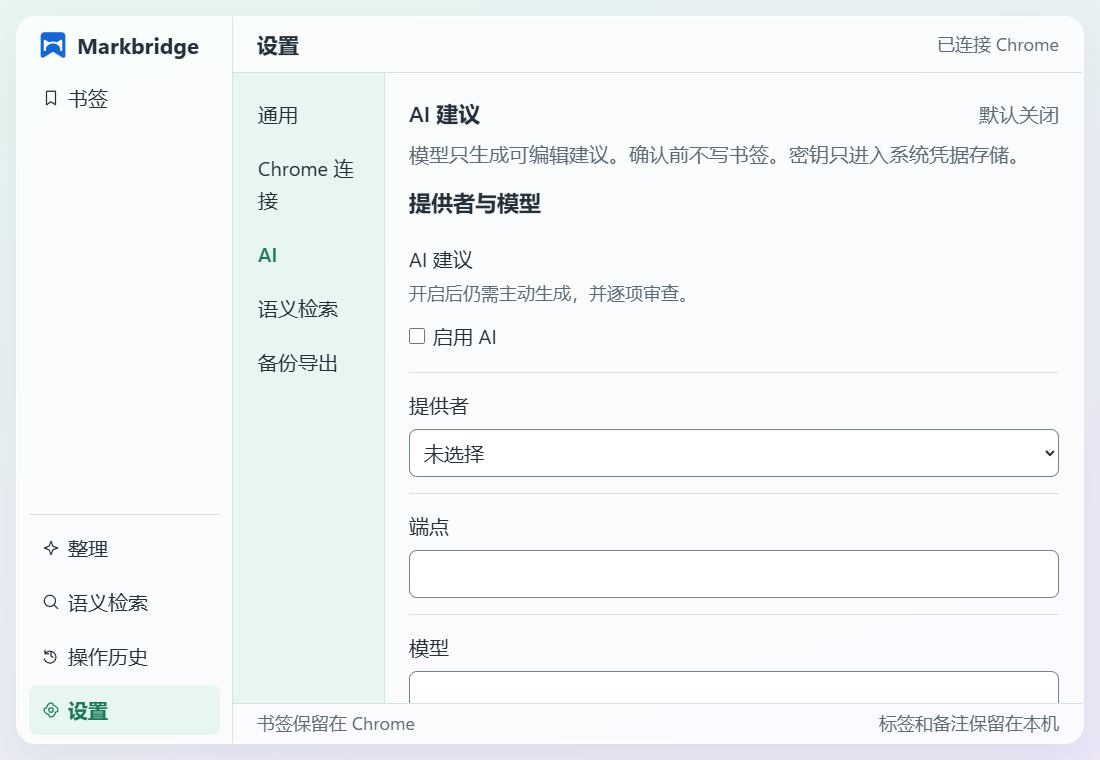 Markbridge
书签
整理
语义检索
操作历史
设置
设置
已连接 Chrome
通用
Chrome 连
接
AI
语义检索
备份导出
AI 建议
默认关闭
模型只生成可编辑建议。确认前不写书签。密钥只进入系统凭据存储。
提供者与模型
AI 建议
开启后仍需主动生成，并逐项审查。
启用 AI
提供者
未选择
端点
模型
书签保留在 Chrome
标签和备注保留在本机